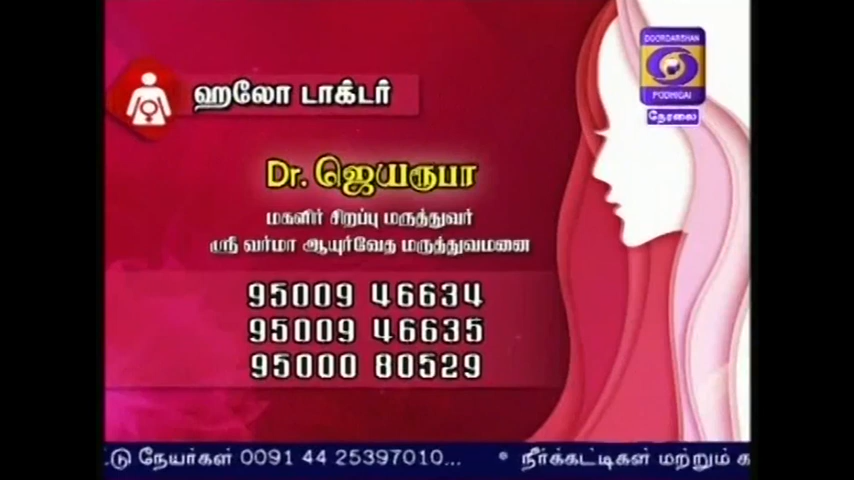 DOORDARSHAN
PODHIGAI
நேரலை
ஹலோ டாக்டர்
Dr. ஜெயரூபா
மகளிர் சிறப்பு மருத்துவர்
ஸ்ரீ வர்மா ஆயுர்வேத மருத்துவமனை
95009 46634
95009 46635
95000 80529
ட்டு நேயர்கள் 0091 44 25397010... • நீர்க்கட்டிகள் மற்றும் க